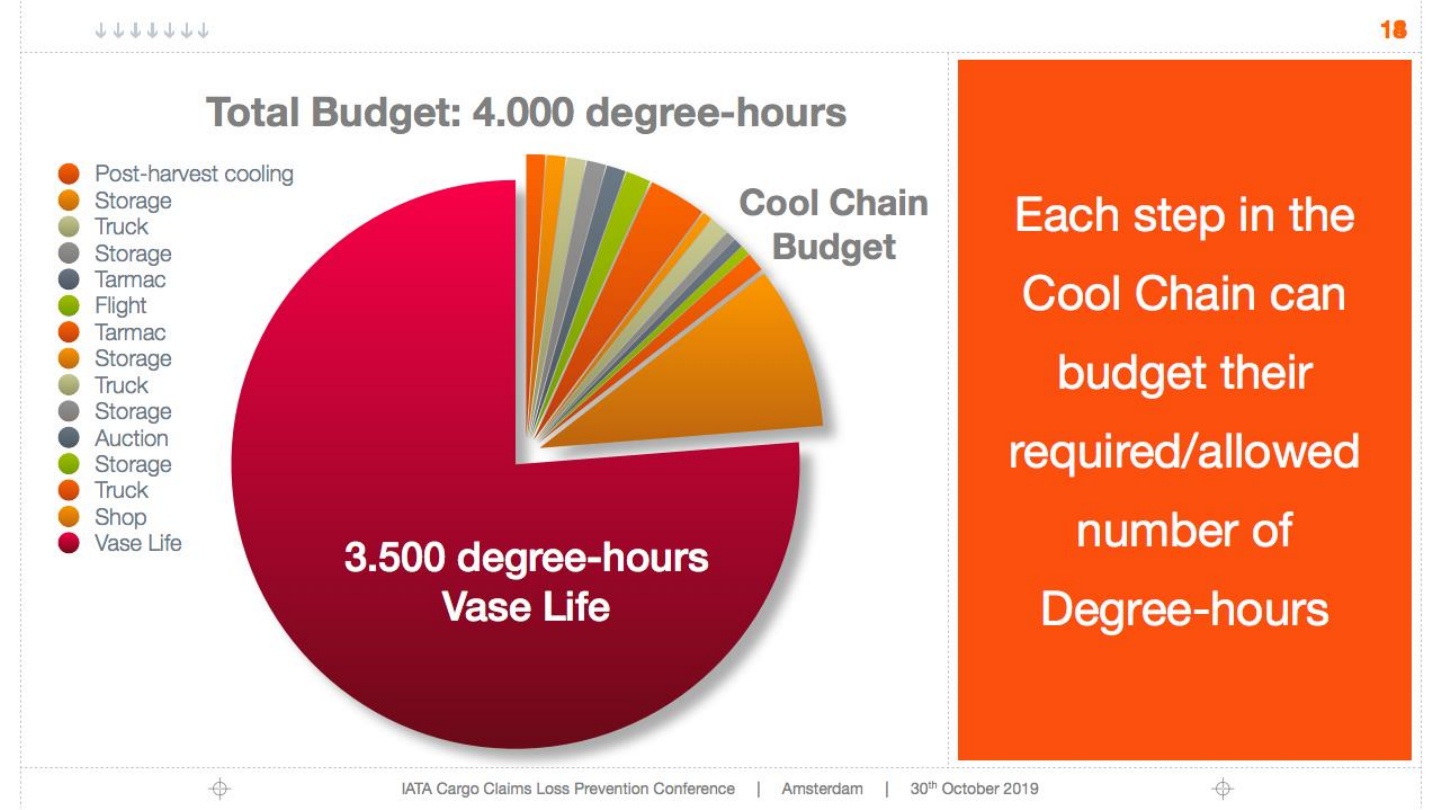 Total Budget: 4.000 degree-hours
Post-harvest cooling
Storage
Truck
Storage
Tarmac
Flight
Tarmac
Storage
Truck
Storage
Auction
Storage
Truck
Shop
Vase Life
Cool Chain
Budget
3.500 degree-hours
Vase Life
Each step in the
Cool Chain can
budget their
required/allowed
number of
Degree-hours
IATA Cargo Claims Loss Prevention Conference | Amsterdam | 30th October 2019